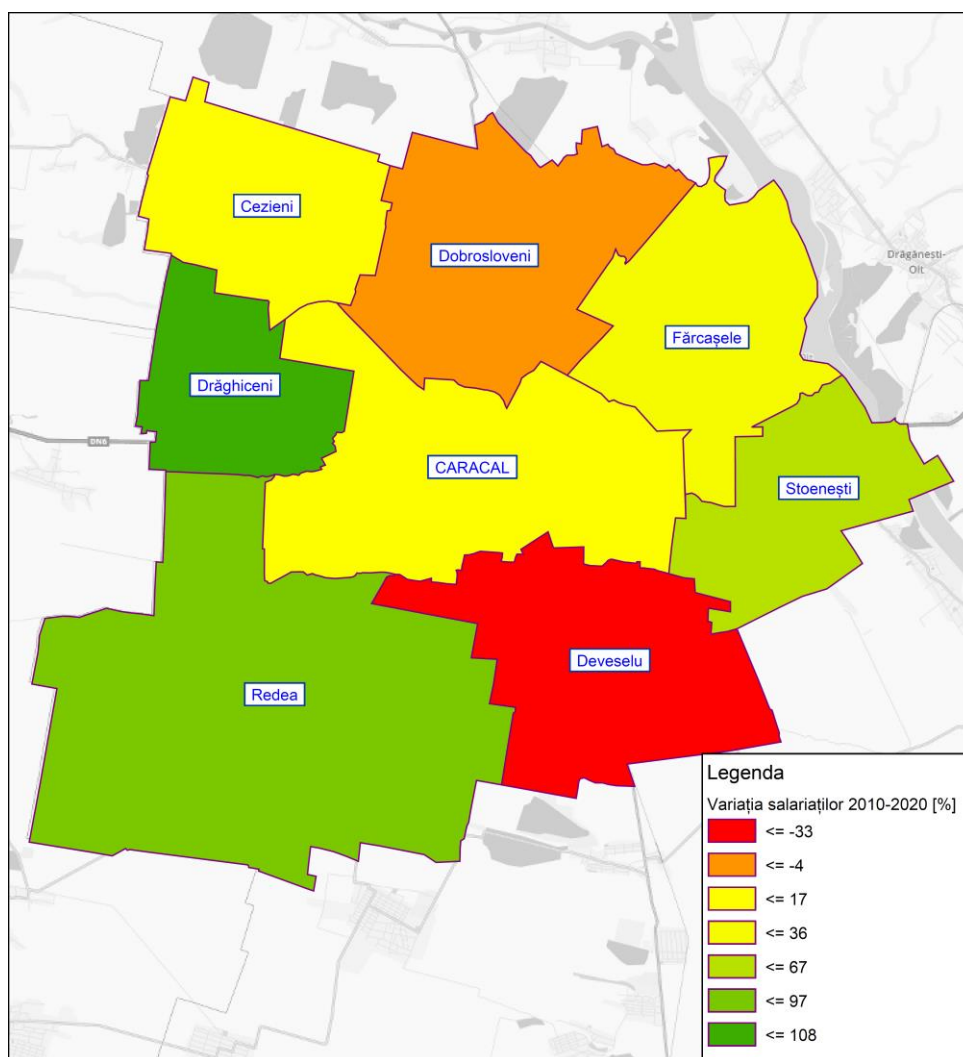 Cezieni
Dobrosloveni
Drăgănești-
Olt
Fărcașele
Drăghiceni
DN6
CARACAL
Stoenești
Deveselu
Redea
Legenda
Variația salariaților 2010-2020 [%]
<= -33
<= -4
<= 17
<= 36
<= 67
<= 97
<= 108